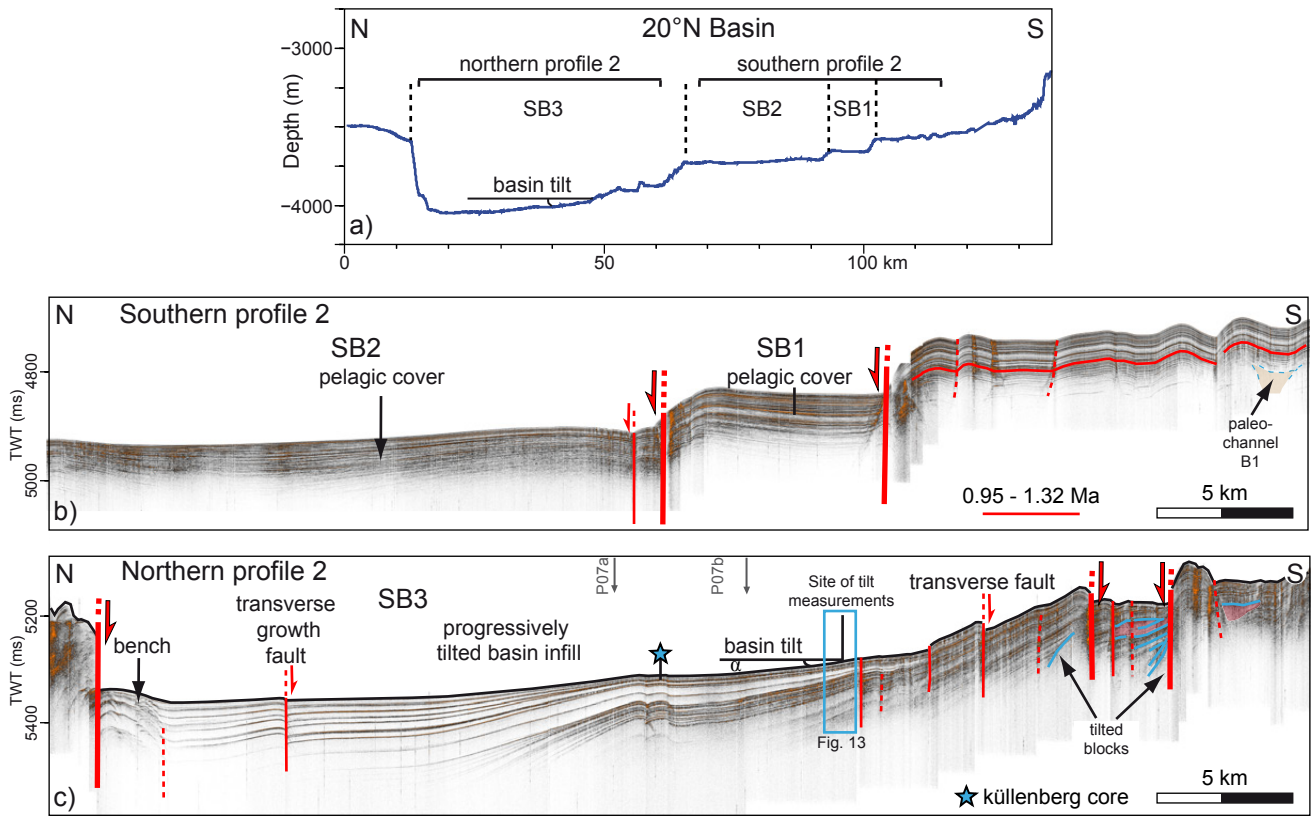 N 20°N Basin S
−3000
Depth (m)
−4000
northern profile 2 southern profile 2
SB3 SB2 SB1
basin tilt
a)
0 50 100 km
N Southern profile 2 S
TWT (ms)
4800
5000
SB2
pelagic cover
SB1
pelagic cover
paleo-
channel
B1
0.95 - 1.32 Ma
5 km
b)
N Northern profile 2 S
TWT (ms)
5200
5400
bench
transverse
growth
fault
SB3
progressively
tilted basin infill
P07a
P07b
basin tilt
α
Site of tilt
measurements
Fig. 13
transverse fault
tilted
blocks
5 km
küllenberg core
c)